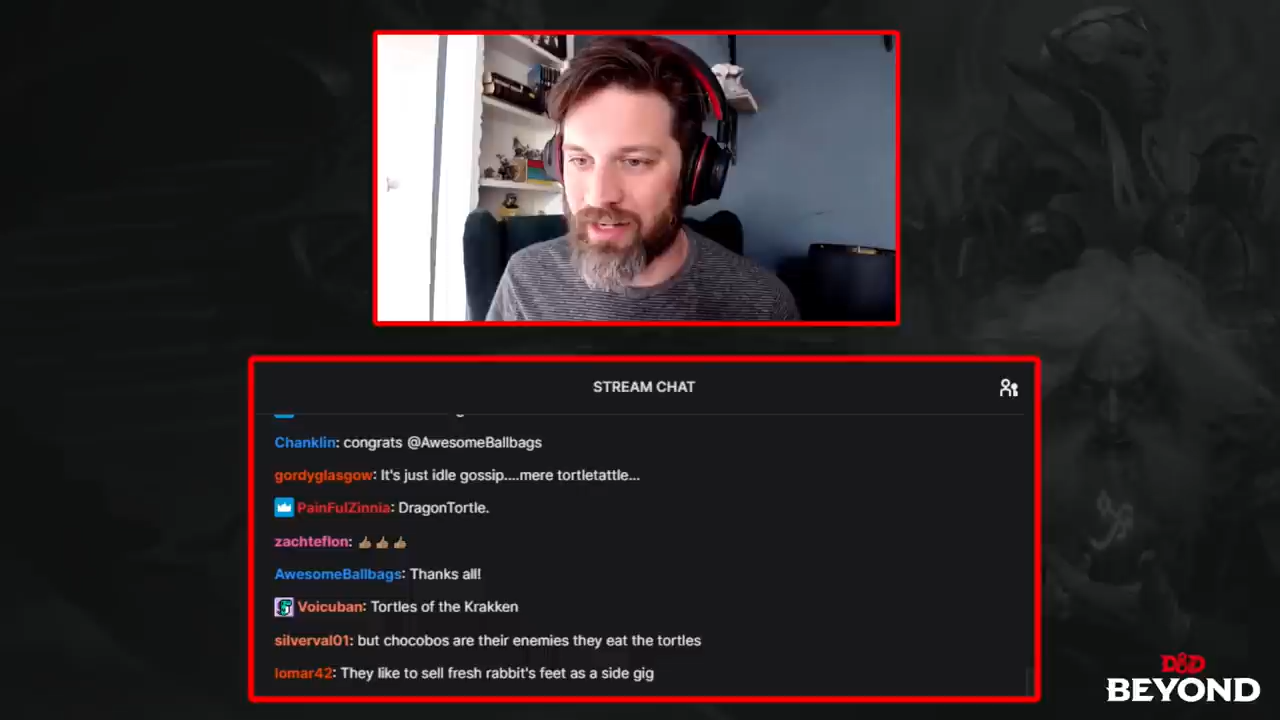 STREAM CHAT
Chanklin: congrats @AwesomeBallbags
gordyglasgow: It's just idle gossip....mere tortletattle...
PainFulZinnia: DragonTortle.
zachteflon: 👍🏽👍🏽👍🏽
AwesomeBallbags: Thanks all!
Voicuban: Tortles of the Krakken
silverval01: but chocobos are their enemies they eat the tortles
lomar42: They like to sell fresh rabbit's feet as a side gig
D&D
BEYOND